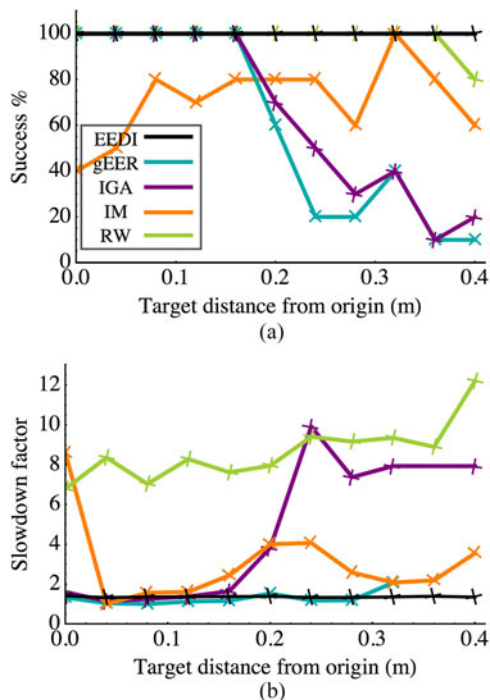 100
80
60
40
20
0
Success %
EEDI
gEER
IGA
IM
RW
0.0 0.1 0.2 0.3 0.4
Target distance from origin (m)
(a)
12
10
8
6
4
2
0
Slowdown factor
0.0 0.1 0.2 0.3 0.4
Target distance from origin (m)
(b)